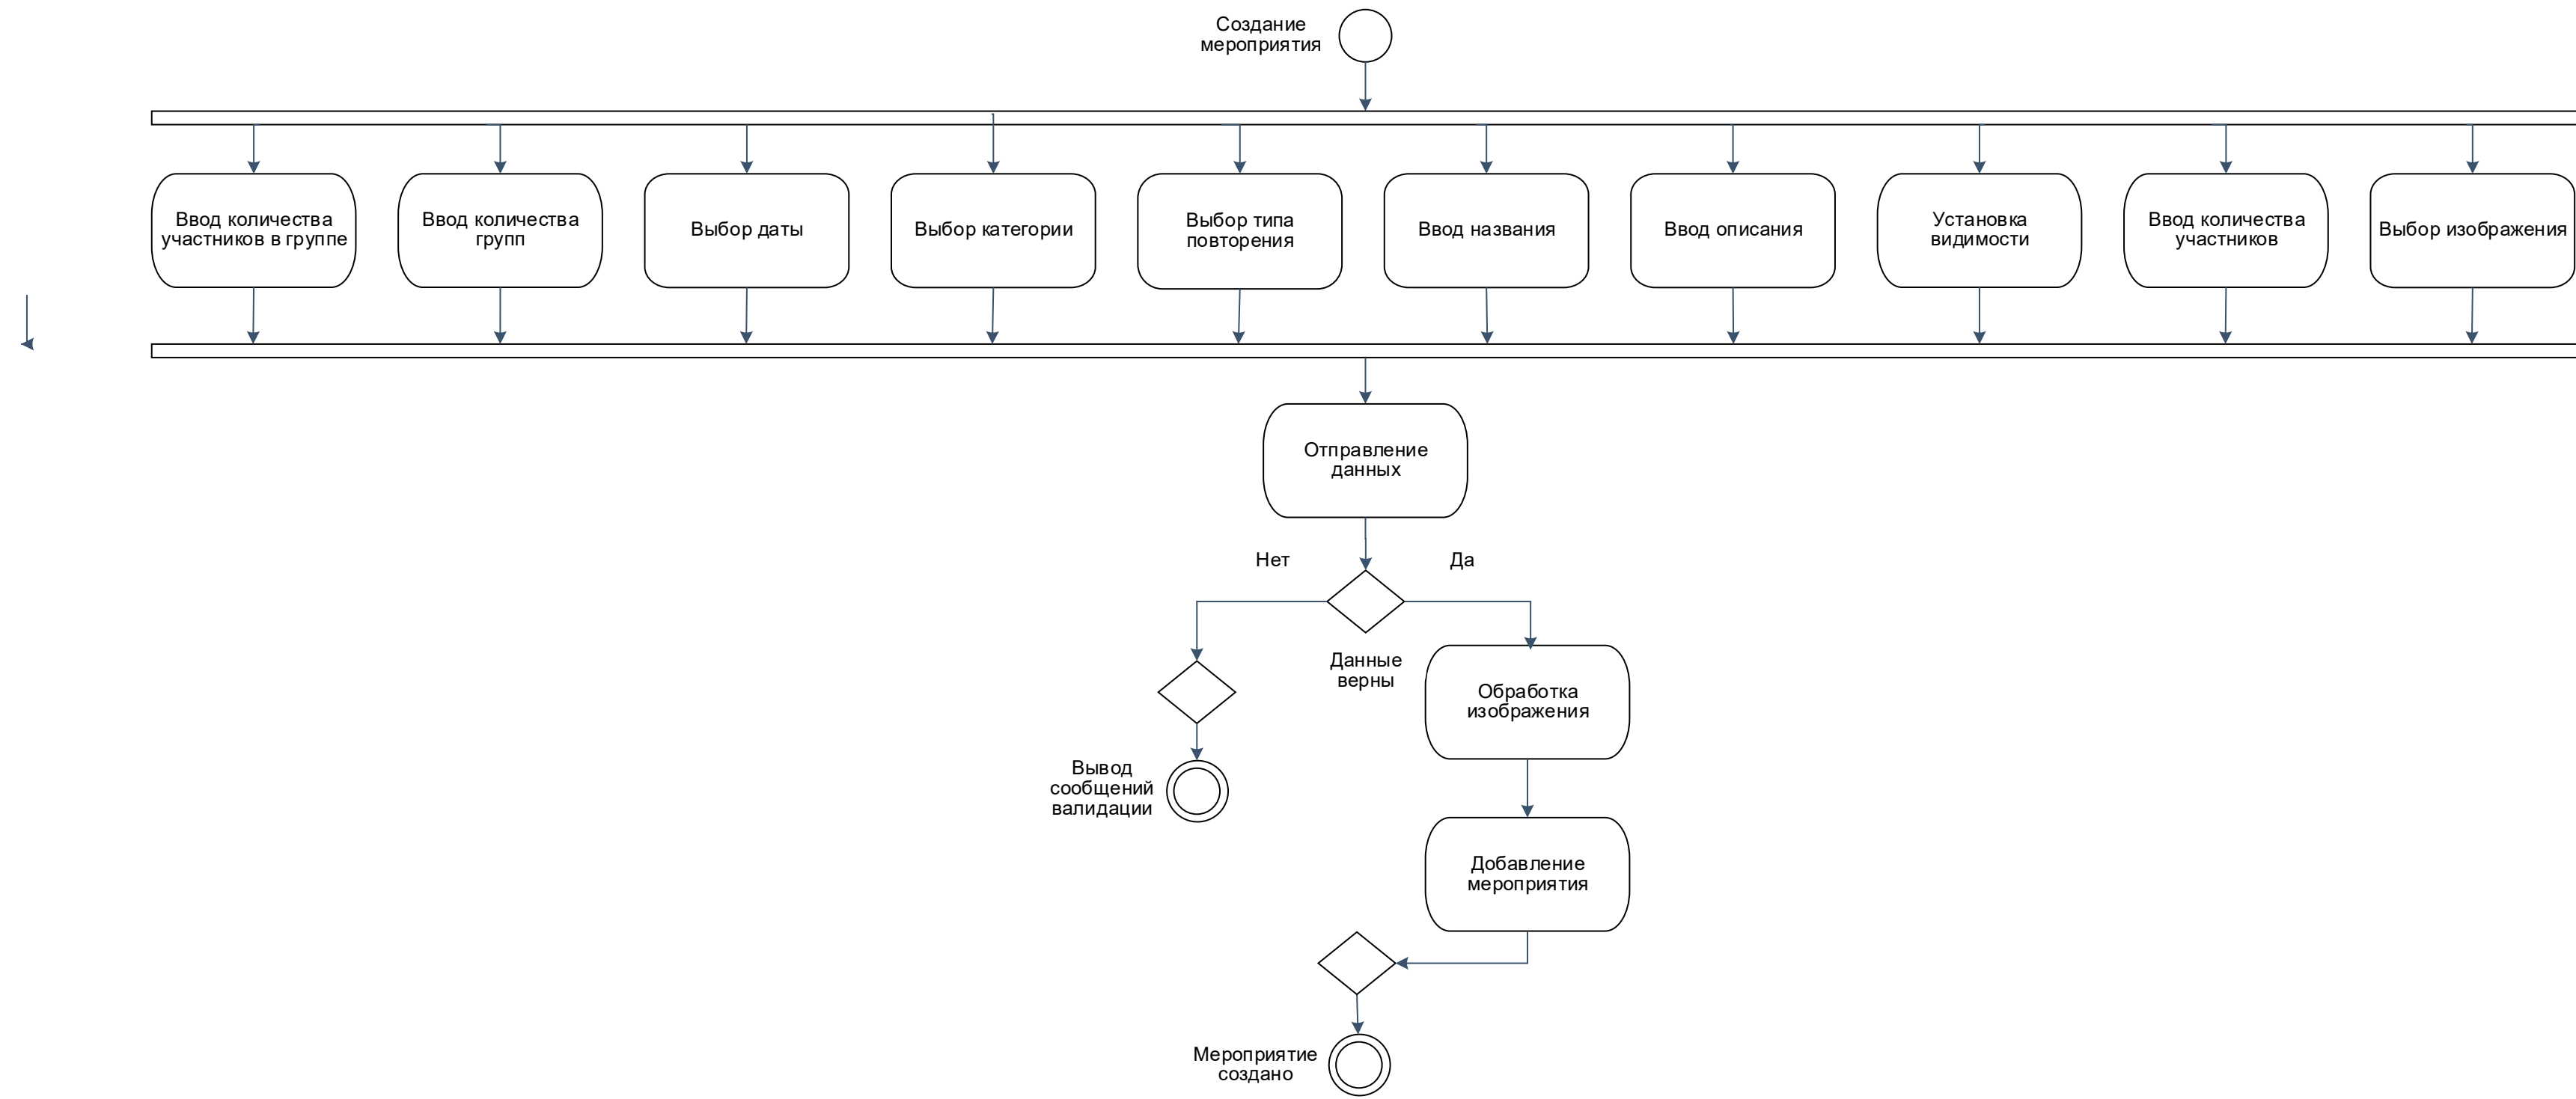 Создание
мероприятия
Ввод количества
участников в группе
Ввод количества
групп
Выбор даты
Выбор категории
Выбор типа
повторения
Ввод названия
Ввод описания
Установка
видимости
Ввод количества
участников
Выбор изображения
Отправление
данных
Нет
Да
Данные
верны
Обработка
изображения
Вывод
сообщений
валидации
Добавление
мероприятия
Мероприятие
создано